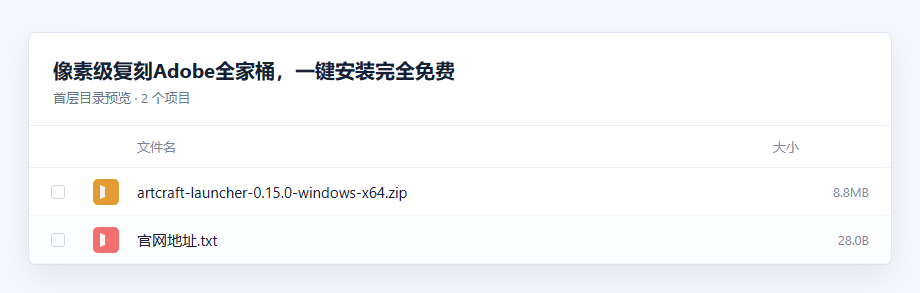 像素级复刻Adobe全家桶，一键安装完全免费
首层目录预览 · 2 个项目
文件名 大小
artcraft-launcher-0.15.0-windows-x64.zip 8.8MB
官网地址.txt 28.0B